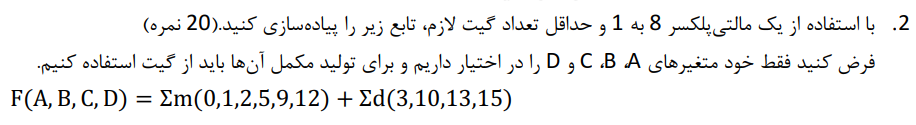 2. با استفاده از یک مالتی‌پلکسر 8 به 1 و حداقل تعداد گیت لازم، تابع زیر را پیاده‌سازی کنید.(20 نمره)
فرض کنید فقط خود متغیرهای A، B، C و D را در اختیار داریم و برای تولید مکمل آن‌ها باید از گیت استفاده کنیم.
F(A, B, C, D) = Σm(0,1,2,5,9,12) + Σd(3,10,13,15)